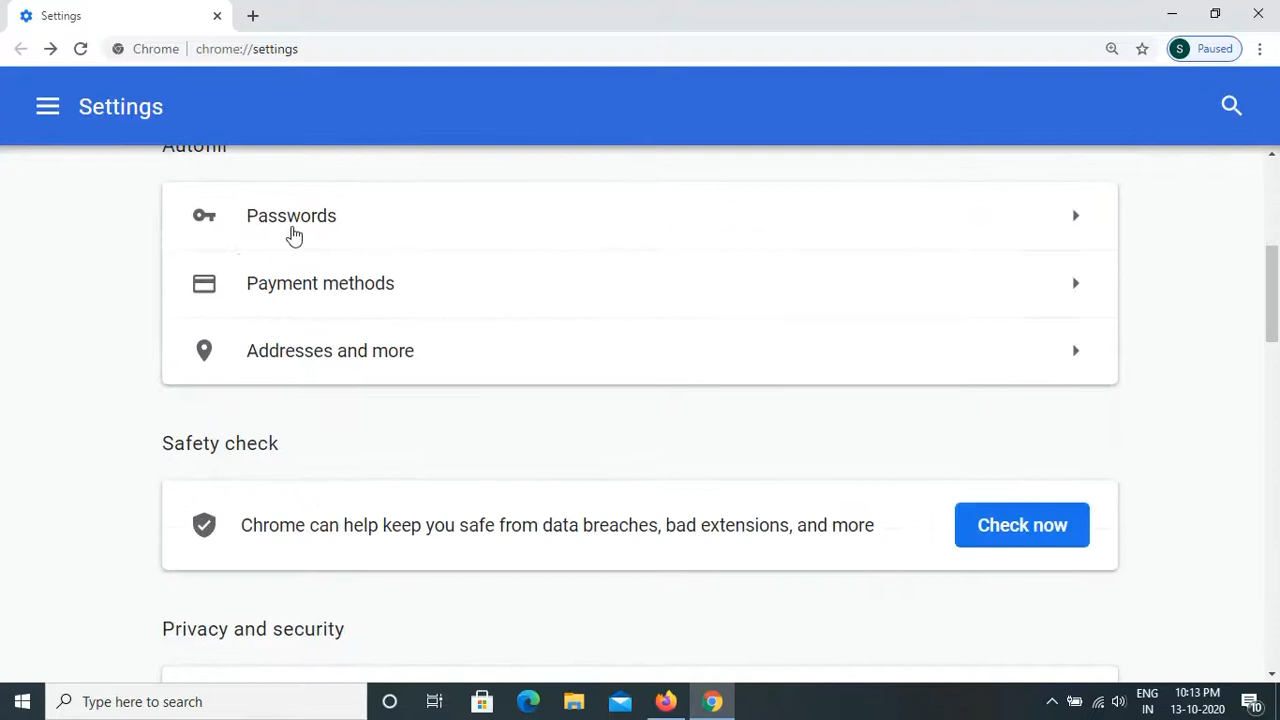 Settings
Chrome chrome://settings
S Paused
Settings
Autofill
Passwords
Payment methods
Addresses and more
Safety check
Chrome can help keep you safe from data breaches, bad extensions, and more
Check now
Privacy and security
Type here to search
ENG
IN
10:13 PM
13-10-2020
10